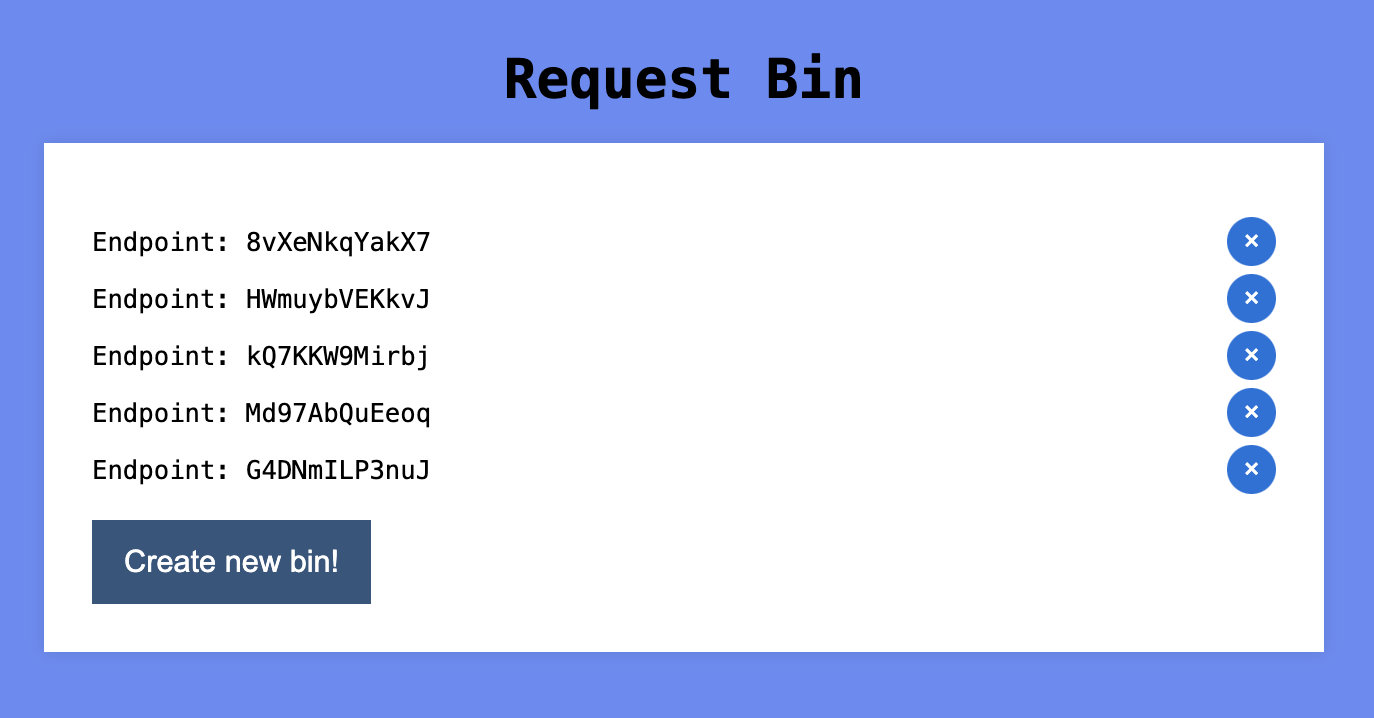 Request Bin
Endpoint: 8vXeNkqYakX7
×
Endpoint: HWmuybVEKkvJ
×
Endpoint: kQ7KKW9Mirbj
×
Endpoint: Md97AbQuEeoq
×
Endpoint: G4DNmILP3nuJ
×
Create new bin!